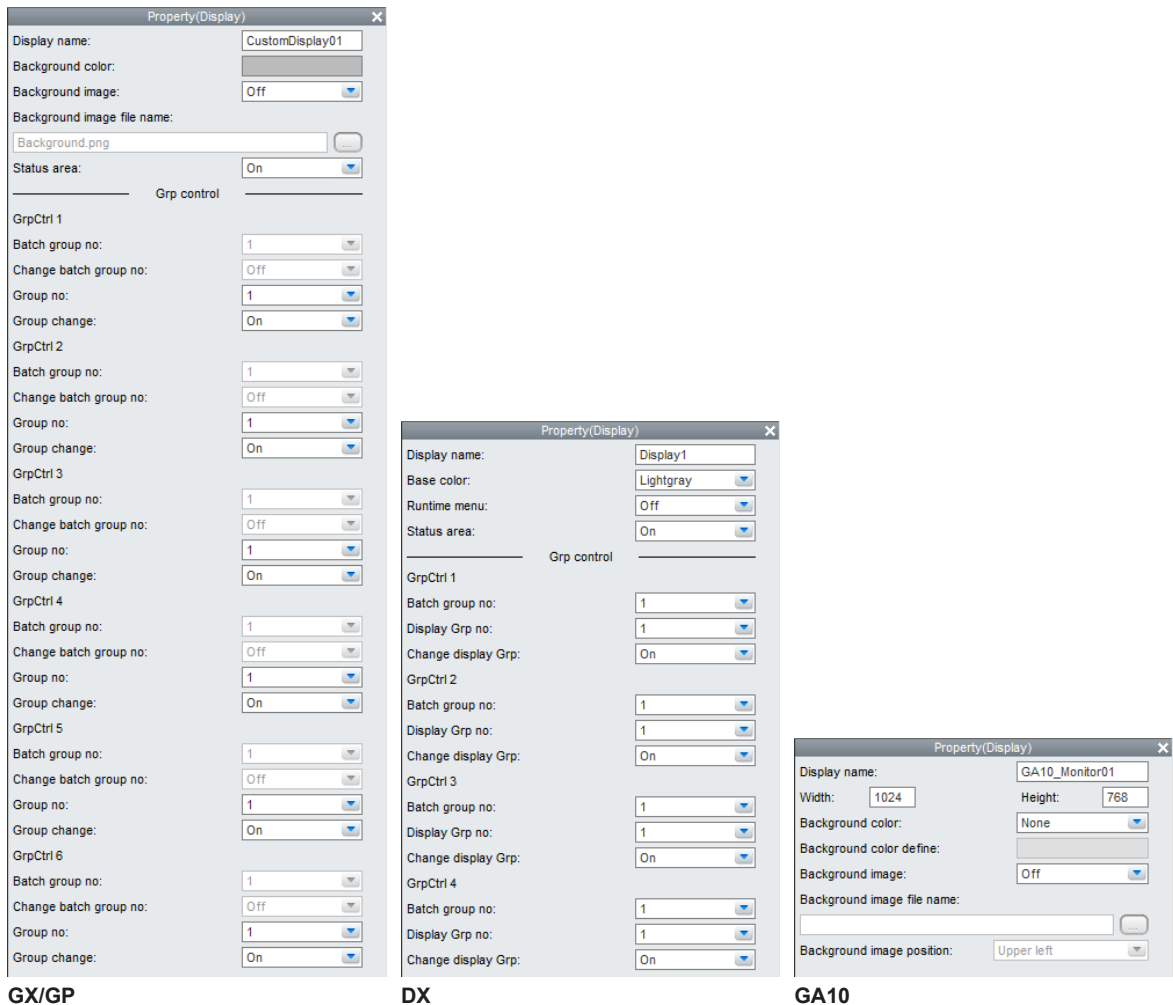 Property(Display)
Display name: CustomDisplay01
Background color:
Background image: Off
Background image file name:
Background.png ...
Status area: On
Grp control
GrpCtrl 1
Batch group no: 1
Change batch group no: Off
Group no: 1
Group change: On
GrpCtrl 2
Batch group no: 1
Change batch group no: Off
Group no: 1
Group change: On
GrpCtrl 3
Batch group no: 1
Change batch group no: Off
Group no: 1
Group change: On
GrpCtrl 4
Batch group no: 1
Change batch group no: Off
Group no: 1
Group change: On
GrpCtrl 5
Batch group no: 1
Change batch group no: Off
Group no: 1
Group change: On
GrpCtrl 6
Batch group no: 1
Change batch group no: Off
Group no: 1
Group change: On
GX/GP
Property(Display)
Display name: Display1
Base color: Lightgray
Runtime menu: Off
Status area: On
Grp control
GrpCtrl 1
Batch group no: 1
Display Grp no: 1
Change display Grp: On
GrpCtrl 2
Batch group no: 1
Display Grp no: 1
Change display Grp: On
GrpCtrl 3
Batch group no: 1
Display Grp no: 1
Change display Grp: On
GrpCtrl 4
Batch group no: 1
Display Grp no: 1
Change display Grp: On
DX
Property(Display)
Display name: GA10_Monitor01
Width: 1024 Height: 768
Background color: None
Background color define:
Background image: Off
Background image file name:
...
Background image position: Upper left
GA10